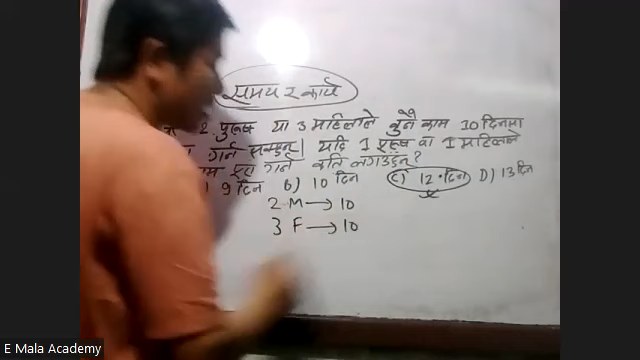 समय र कार्य
2 पुरुष या 3 महिलाले कुनै काम 10 दिनमा
गर्न सक्छन् । यदि 1 पुरुष वा 1 महिलाले
काम पूरा गर्न कति लगाउँछन् ?
9 दिन B) 10 दिन C) 12 दिन D) 13 दिन
2 M → 10
3 F → 10
E Mala Academy